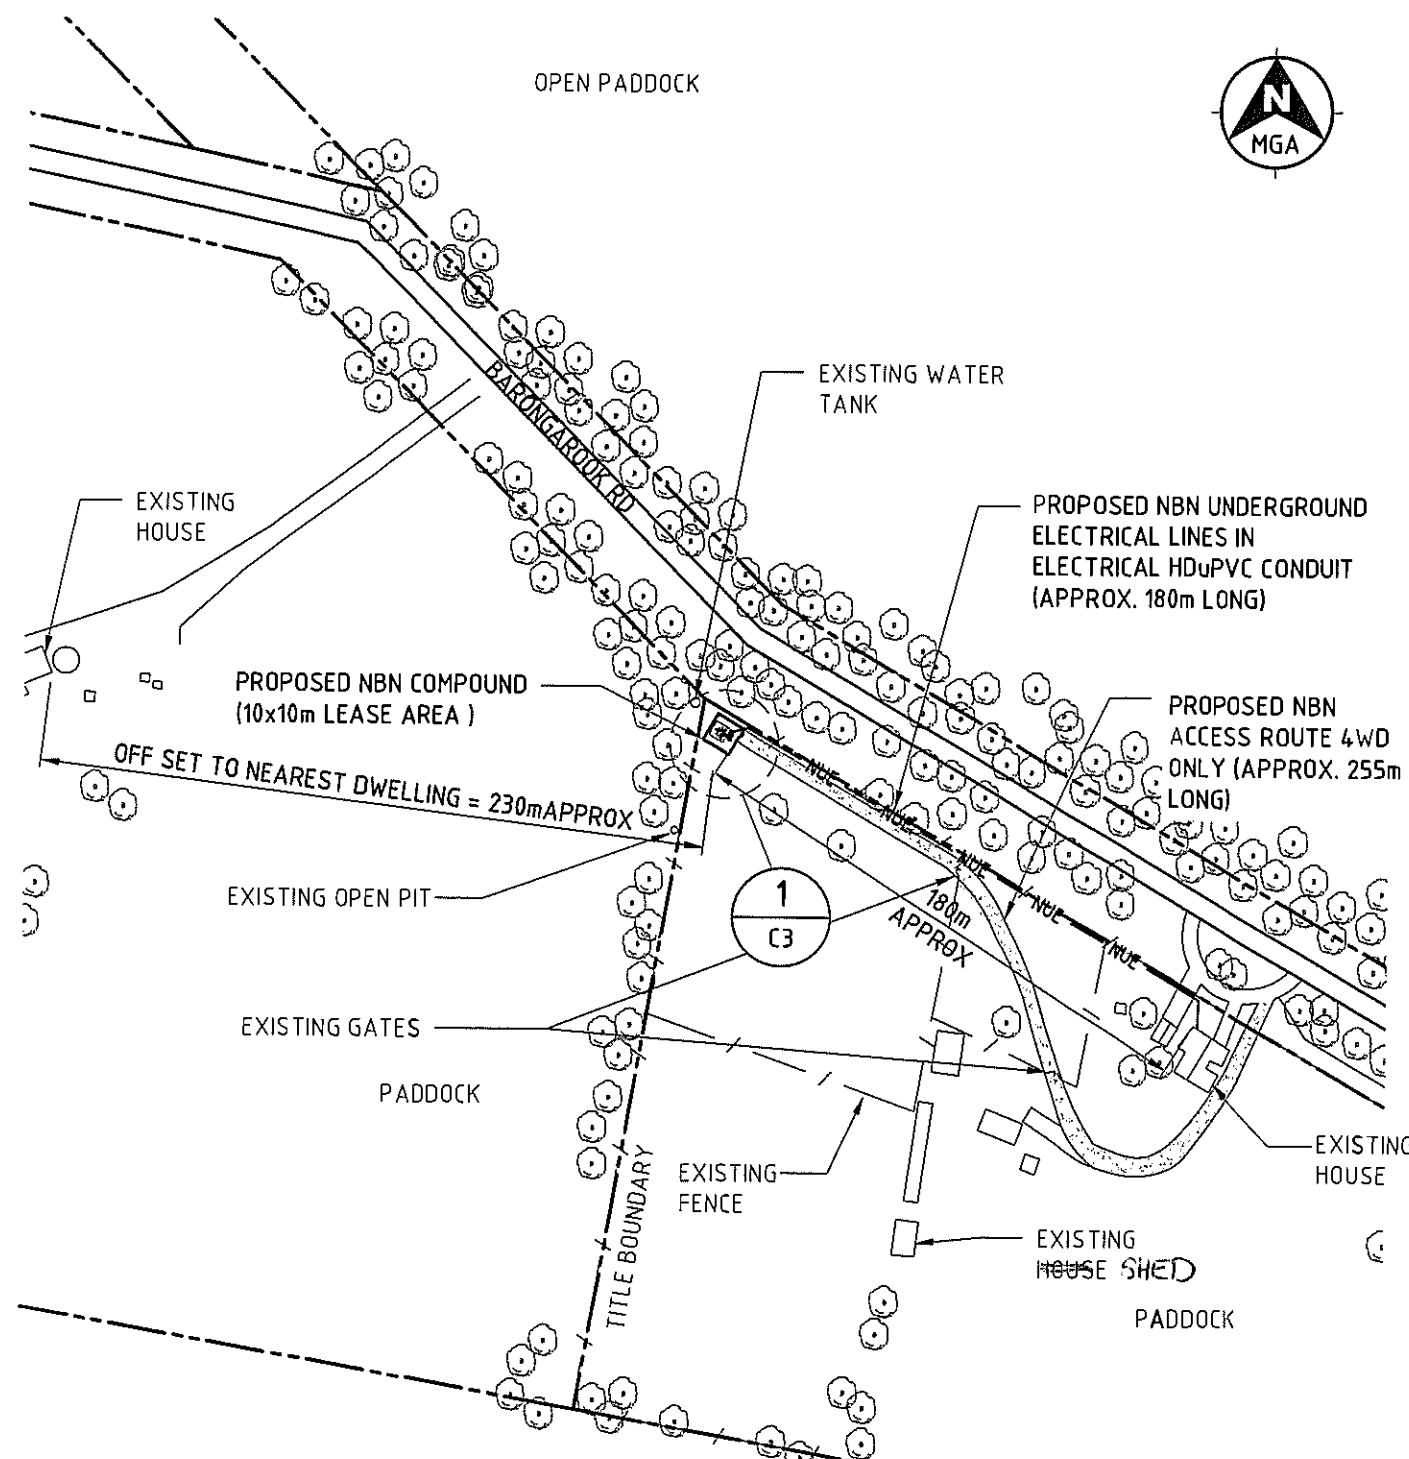 OPEN PADDOCK
N
MGA
EXISTING WATER
TANK
BARONGAROOK RD
EXISTING
HOUSE
PROPOSED NBN UNDERGROUND
ELECTRICAL LINES IN
ELECTRICAL HDuPVC CONDUIT
(APPROX. 180m LONG)
PROPOSED NBN COMPOUND
(10x10m LEASE AREA )
PROPOSED NBN
ACCESS ROUTE 4WD
ONLY (APPROX. 255m
LONG)
OFF SET TO NEAREST DWELLING = 230mAPPROX
NUE
NUE
NUE
NUE
NUE
EXISTING OPEN PIT
1
C3
180m
APPROX
EXISTING GATES
PADDOCK
EXISTING
FENCE
TITLE BOUNDARY
EXISTING
HOUSE
EXISTING
HOUSE SHED
PADDOCK